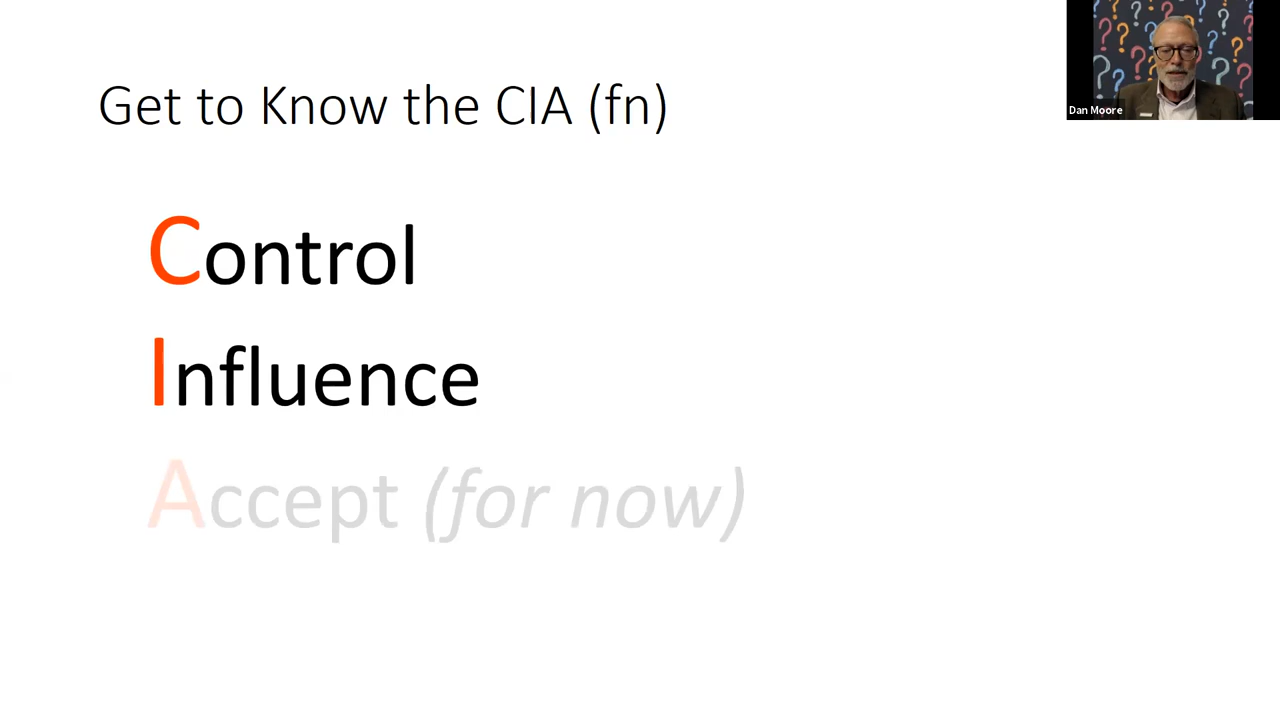 Get to Know the CIA (fn)
Dan Moore
Control
Influence
Accept (for now)